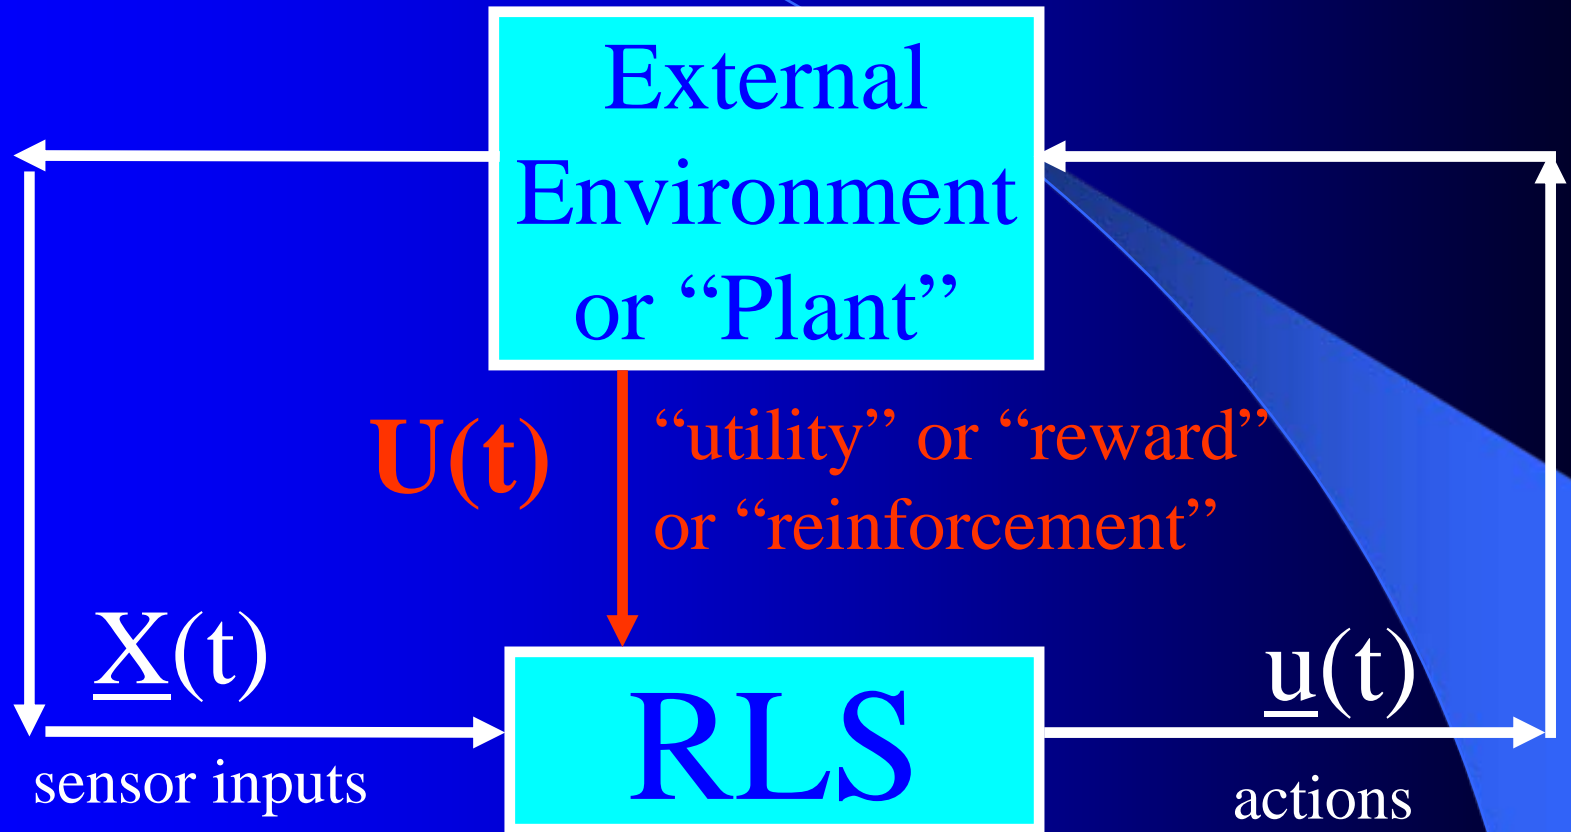 External
Environment
or “Plant”
U(t)
“utility” or “reward”
or “reinforcement”
X(t)
sensor inputs
RLS
u(t)
actions